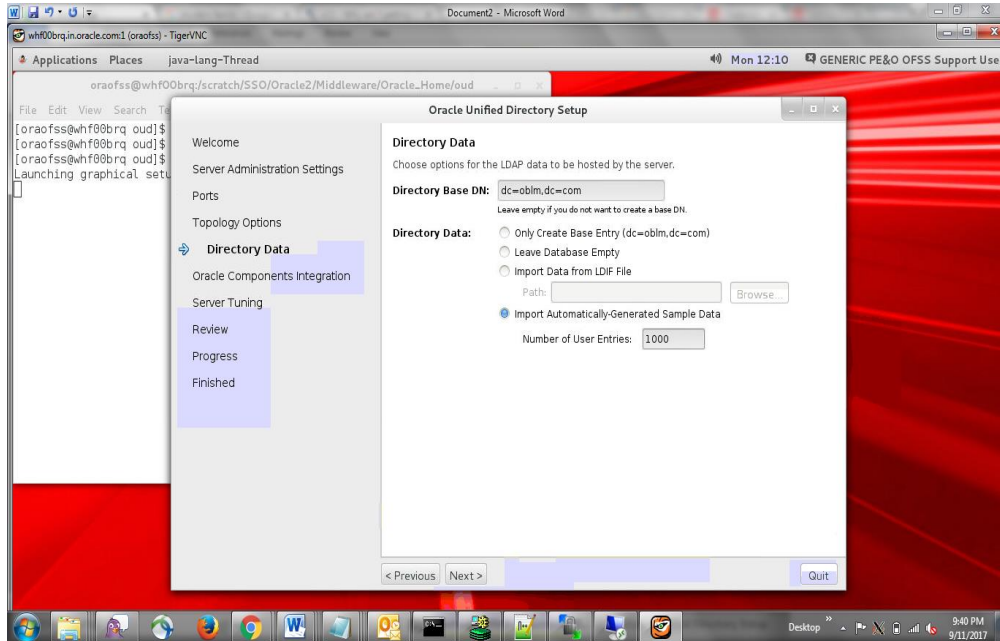 Document2 - Microsoft Word
whf00brq.in.oracle.com:1 (oraofss) - TigerVNC
Applications Places java-lang-Thread Mon 12:10 GENERIC PE&O OFSS Support Use
oraofss@whf00brq:/scratch/SSO/Oracle2/Middleware/Oracle_Home/oud
File Edit View Search Te
[oraofss@whf00brq oud]$
[oraofss@whf00brq oud]$
[oraofss@whf00brq oud]$
Launching graphical setu
Oracle Unified Directory Setup
Welcome
Server Administration Settings
Ports
Topology Options
Directory Data
Oracle Components Integration
Server Tuning
Review
Progress
Finished
Directory Data
Choose options for the LDAP data to be hosted by the server.
Directory Base DN: dc=oblm,dc=com
Leave empty if you do not want to create a base DN.
Directory Data: Only Create Base Entry (dc=oblm,dc=com)
Leave Database Empty
Import Data from LDIF File
Path: Browse...
Import Automatically-Generated Sample Data
Number of User Entries: 1000
< Previous Next > Quit
Desktop
9:40 PM
9/11/2017